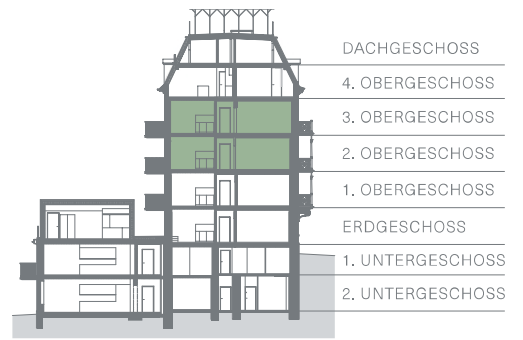 DACHGESCHOSS
4. OBERGESCHOSS
3. OBERGESCHOSS
2. OBERGESCHOSS
1. OBERGESCHOSS
ERDGESCHOSS
1. UNTERGESCHOSS
2. UNTERGESCHOSS